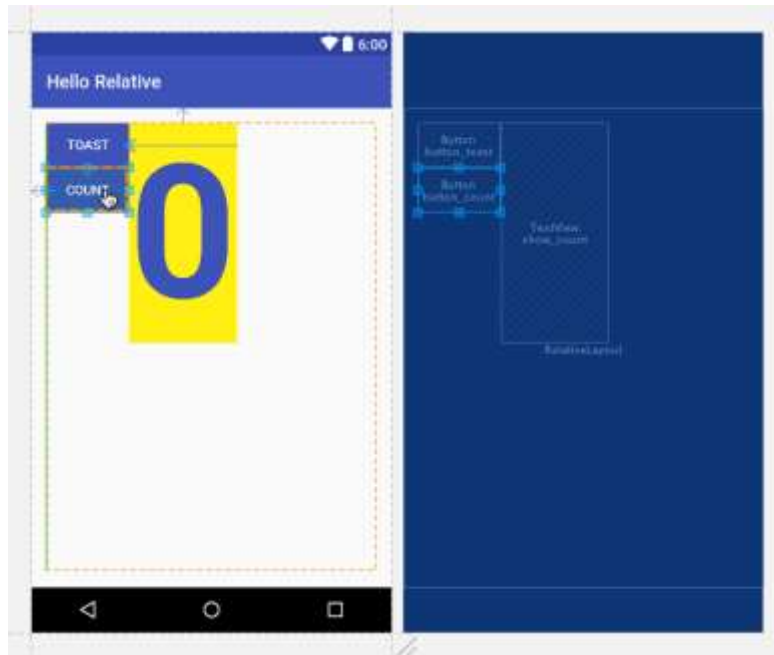 6:00
Hello Relative
TOAST
COUNT
0
Button
button_toast
Button
button_count
TextView
show_count
RelativeLayout